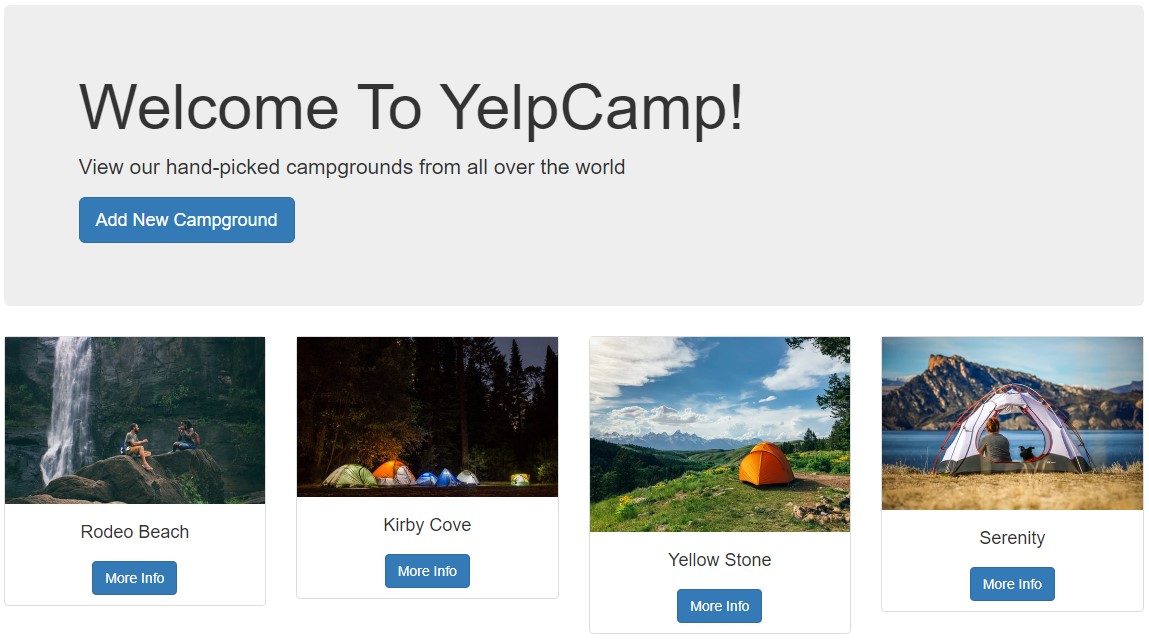 Welcome To YelpCamp!
View our hand-picked campgrounds from all over the world
Add New Campground
Rodeo Beach
More Info
Kirby Cove
More Info
Yellow Stone
More Info
Serenity
More Info